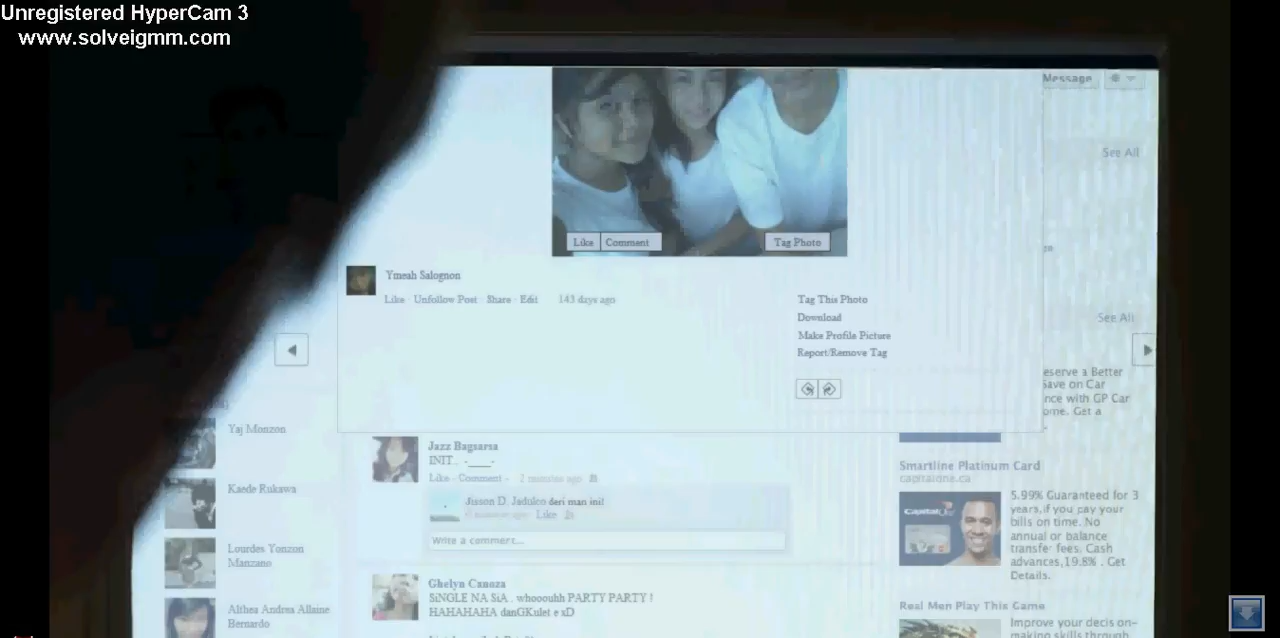 Unregistered HyperCam 3
www.solveigmm.com
Message
See All
Like Comment
Tag Photo
Ymeah Salognon
Like · Unfollow Post · Share · Edit 143 days ago
Tag This Photo
Download
Make Profile Picture
Report/Remove Tag
See All
eserve a Better
Save on Car
nce with GP Car
ome. Get a
Yaj Monzon
Kaede Rukawa
Lourdes Yonzon
Manzano
Althea Andrea Allaine
Bernardo
Jazz Bagsarsa
INIT.. -____-
Like · Comment · 2 months ago
Jusson D. Jadulco deri man init!
Like
Write a comment...
Ghelyn Canoza
SiNGLE NA SiA . whooouhh PARTY PARTY !
HAHAHAHA danGKulet e xD
Smartline Platinum Card
capitalone.ca
5.99% Guaranteed for 3
years,if you pay your
bills on time. No
annual or balance
transfer fees. Cash
advances,19.8% . Get
Details.
Real Men Play This Game
Improve your decis on-
making skills through